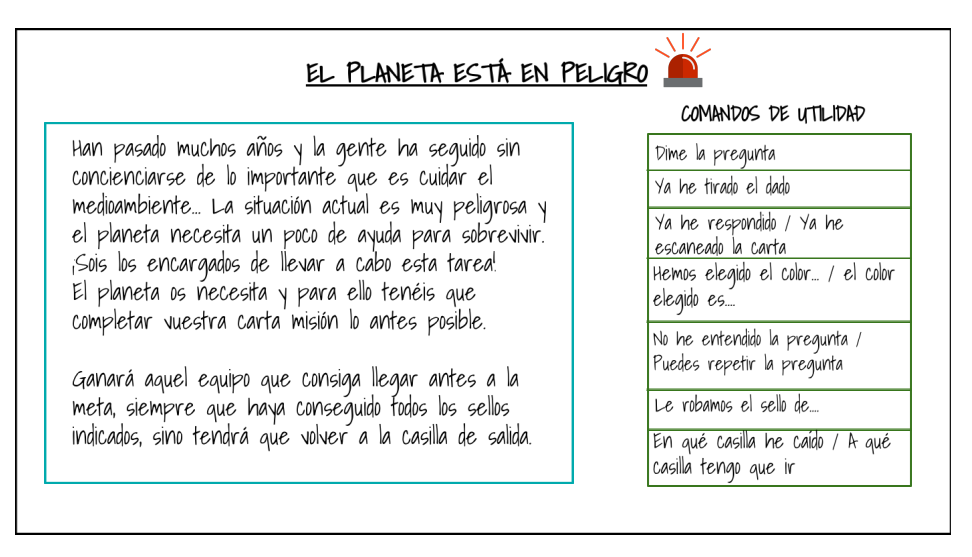 EL PLANETA ESTÁ EN PELIGRO
Han pasado muchos años y la gente ha seguido sin
concienciarse de lo importante que es cuidar el
medioambiente... La situación actual es muy peligrosa y
el planeta necesita un poco de ayuda para sobrevivir.
¡Sois los encargados de llevar a cabo esta tarea!
El planeta os necesita y para ello tenéis que
completar vuestra carta misión lo antes posible.
Ganará aquel equipo que consiga llegar antes a la
meta, siempre que haya conseguido todos los sellos
indicados, sino tendrá que volver a la casilla de salida.
COMANDOS DE UTILIDAD
Dime la pregunta
Ya he tirado el dado
Ya he respondido / Ya he
escaneado la carta
Hemos elegido el color... / el color
elegido es....
No he entendido la pregunta /
Puedes repetir la pregunta
Le robamos el sello de....
En qué casilla he caído / A qué
casilla tengo que ir